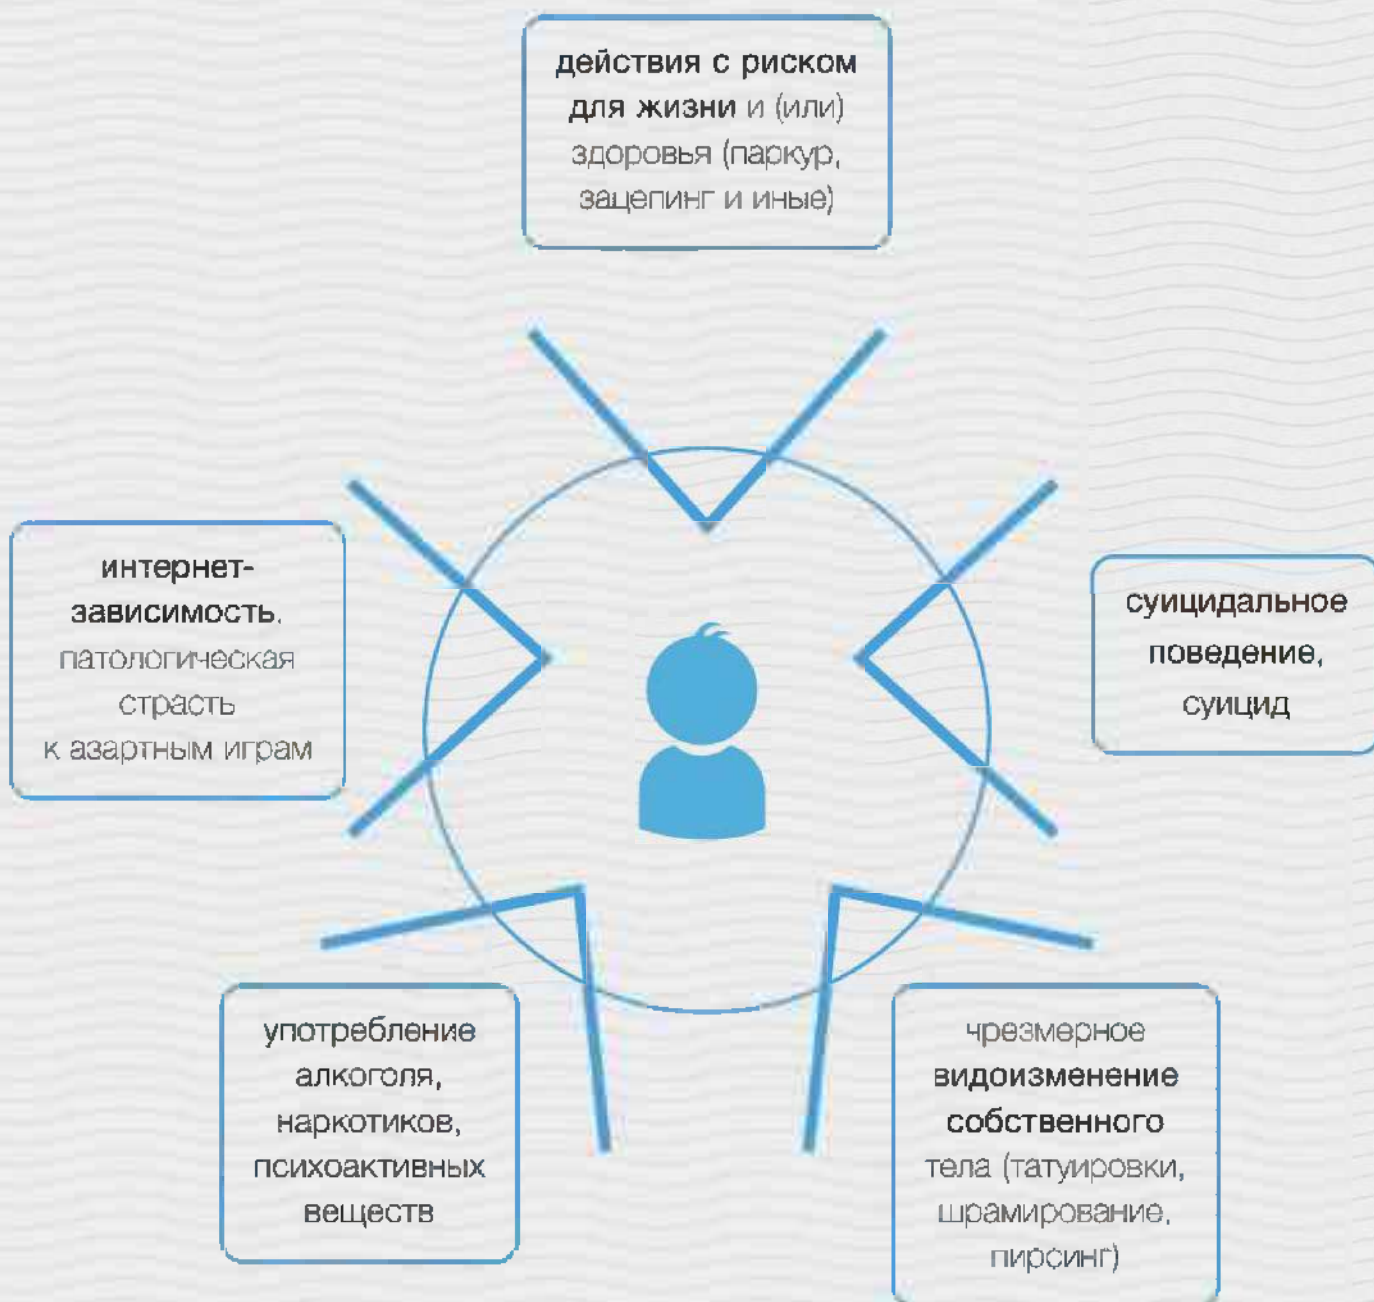 действия с риском
для жизни и (или)
здоровья (паркур,
зацепинг и иные)
интернет-
зависимость,
патологическая
страсть
к азартным играм
суицидальное
поведение,
суицид
употребление
алкоголя,
наркотиков,
психоактивных
веществ
чрезмерное
видоизменение
собственного
тела (татуировки,
шрамирование,
пирсинг)